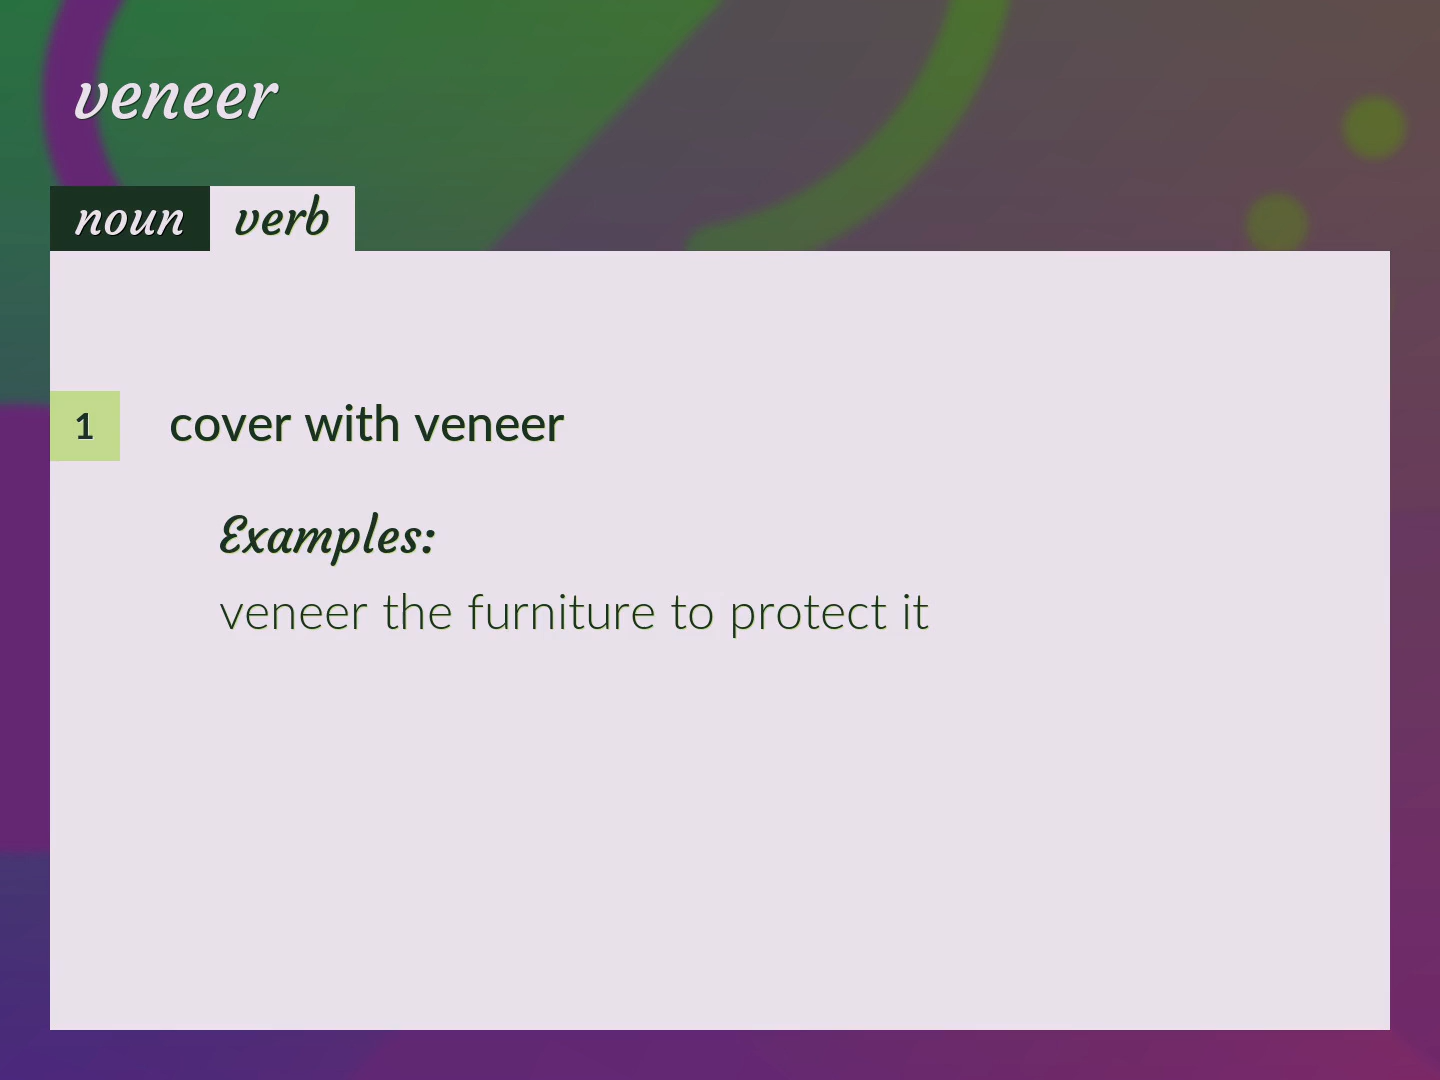 veneer
noun verb
1 cover with veneer
Examples:
veneer the furniture to protect it